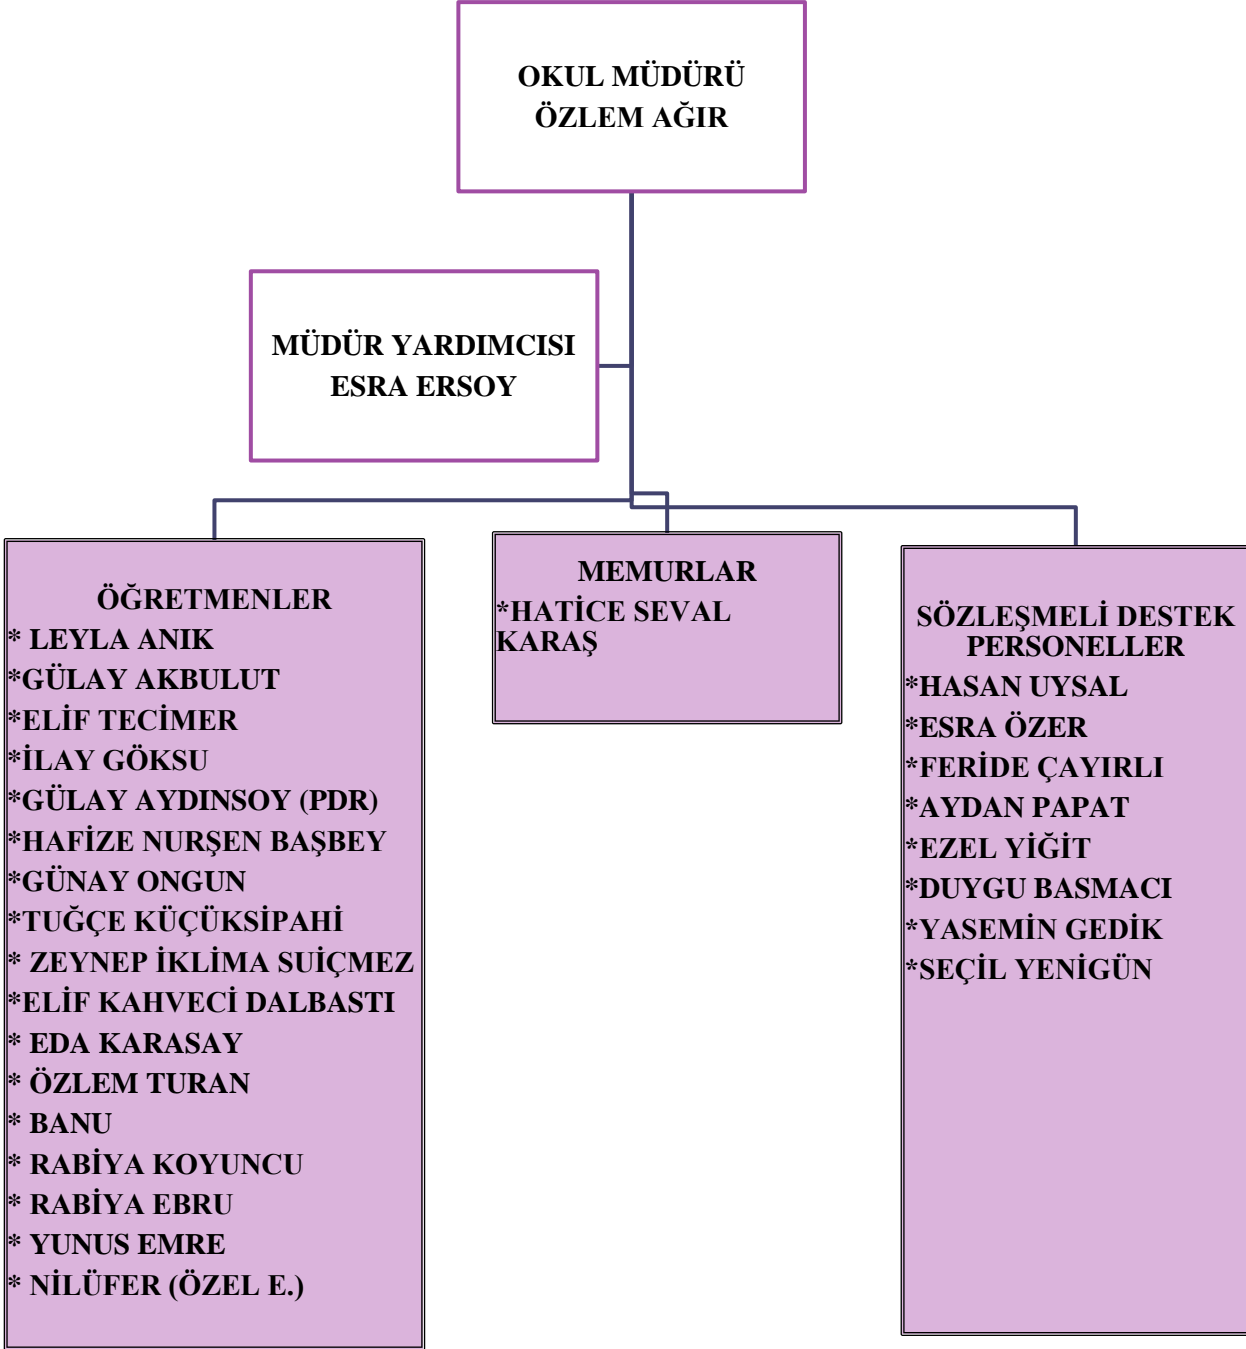 OKUL MÜDÜRÜ
ÖZLEM AĞIR
MÜDÜR YARDIMCISI
ESRA ERSOY
ÖĞRETMENLER
* LEYLA ANIK
*GÜLAY AKBULUT
*ELİF TECİMER
*İLAY GÖKSU
*GÜLAY AYDINSOY (PDR)
*HAFİZE NURŞEN BAŞBEY
*GÜNAY ONGUN
*TUĞÇE KÜÇÜKSİPAHİ
* ZEYNEP İKLİMA SUİÇMEZ
*ELİF KAHVECİ DALBASTI
* EDA KARASAY
* ÖZLEM TURAN
* BANU
* RABİYA KOYUNCU
* RABİYA EBRU
* YUNUS EMRE
* NİLÜFER (ÖZEL E.)
MEMURLAR
*HATİCE SEVAL
KARAŞ
SÖZLEŞMELİ DESTEK
PERSONELLER
*HASAN UYSAL
*ESRA ÖZER
*FERİDE ÇAYIRLI
*AYDAN PAPAT
*EZEL YİĞİT
*DUYGU BASMACI
*YASEMİN GEDİK
*SEÇİL YENİGÜN